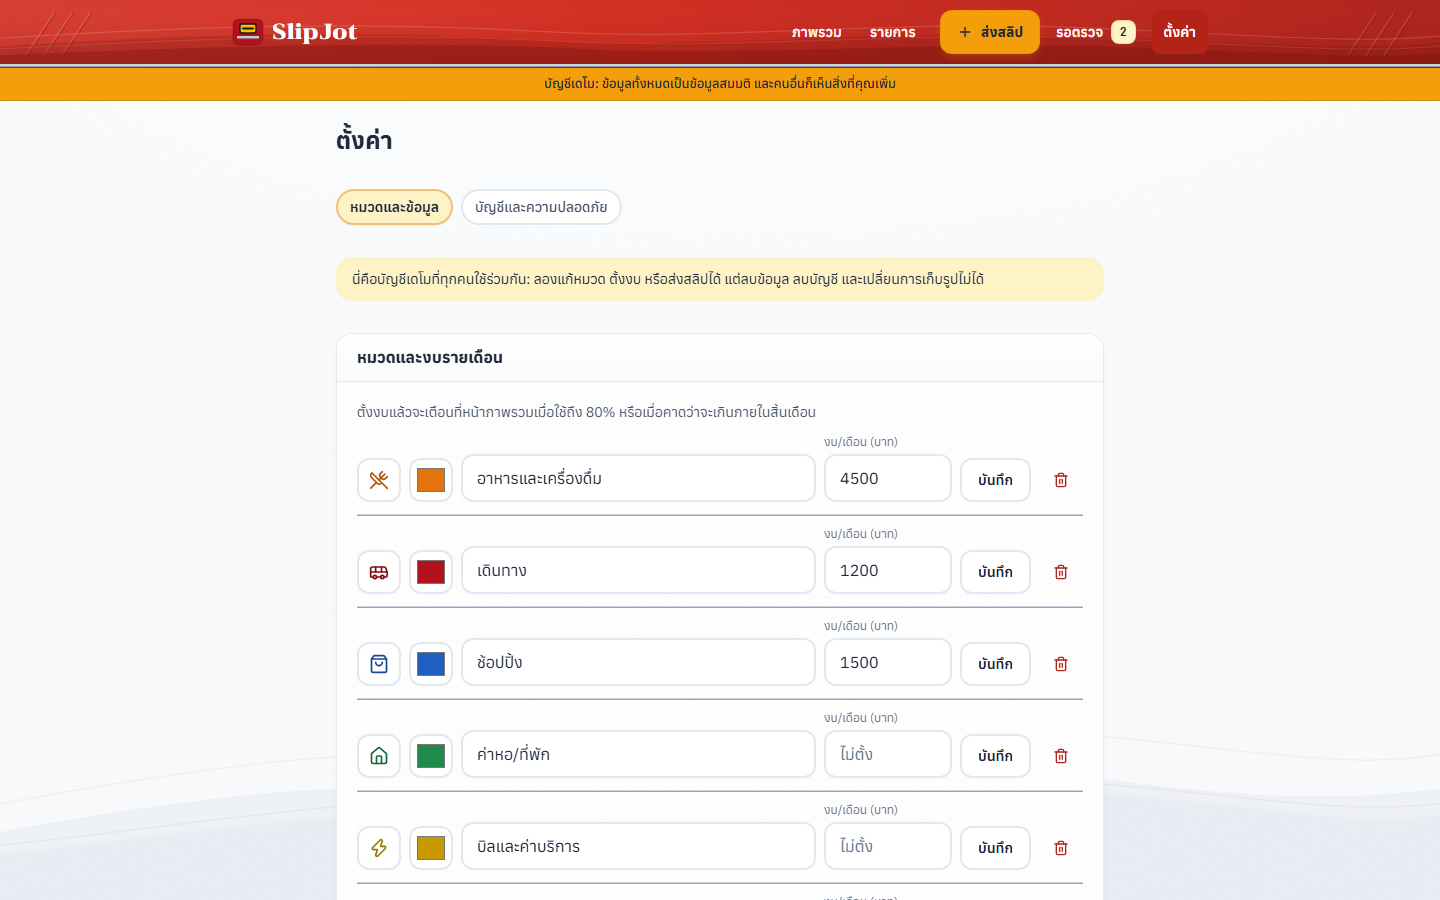 SlipJot
ภาพรวม
รายการ
ส่งสลิป
รอตรวจ 2
ตั้งค่า
บัญชีเดโม: ข้อมูลทั้งหมดเป็นข้อมูลสมมติ และคนอื่นก็เห็นสิ่งที่คุณเพิ่ม
ตั้งค่า
หมวดและข้อมูล
บัญชีและความปลอดภัย
นี่คือบัญชีเดโมที่ทุกคนใช้ร่วมกัน: ลองแก้หมวด ตั้งงบ หรือส่งสลิปได้ แต่ลบข้อมูล ลบบัญชี และเปลี่ยนการเก็บรูปไม่ได้
หมวดและงบรายเดือน
ตั้งงบแล้วจะเตือนที่หน้าภาพรวมเมื่อใช้ถึง 80% หรือเมื่อคาดว่าจะเกินภายในสิ้นเดือน
งบ/เดือน (บาท)
อาหารและเครื่องดื่ม
4500
บันทึก
งบ/เดือน (บาท)
เดินทาง
1200
บันทึก
งบ/เดือน (บาท)
ช้อปปิ้ง
1500
บันทึก
งบ/เดือน (บาท)
ค่าหอ/ที่พัก
ไม่ตั้ง
บันทึก
งบ/เดือน (บาท)
บิลและค่าบริการ
ไม่ตั้ง
บันทึก